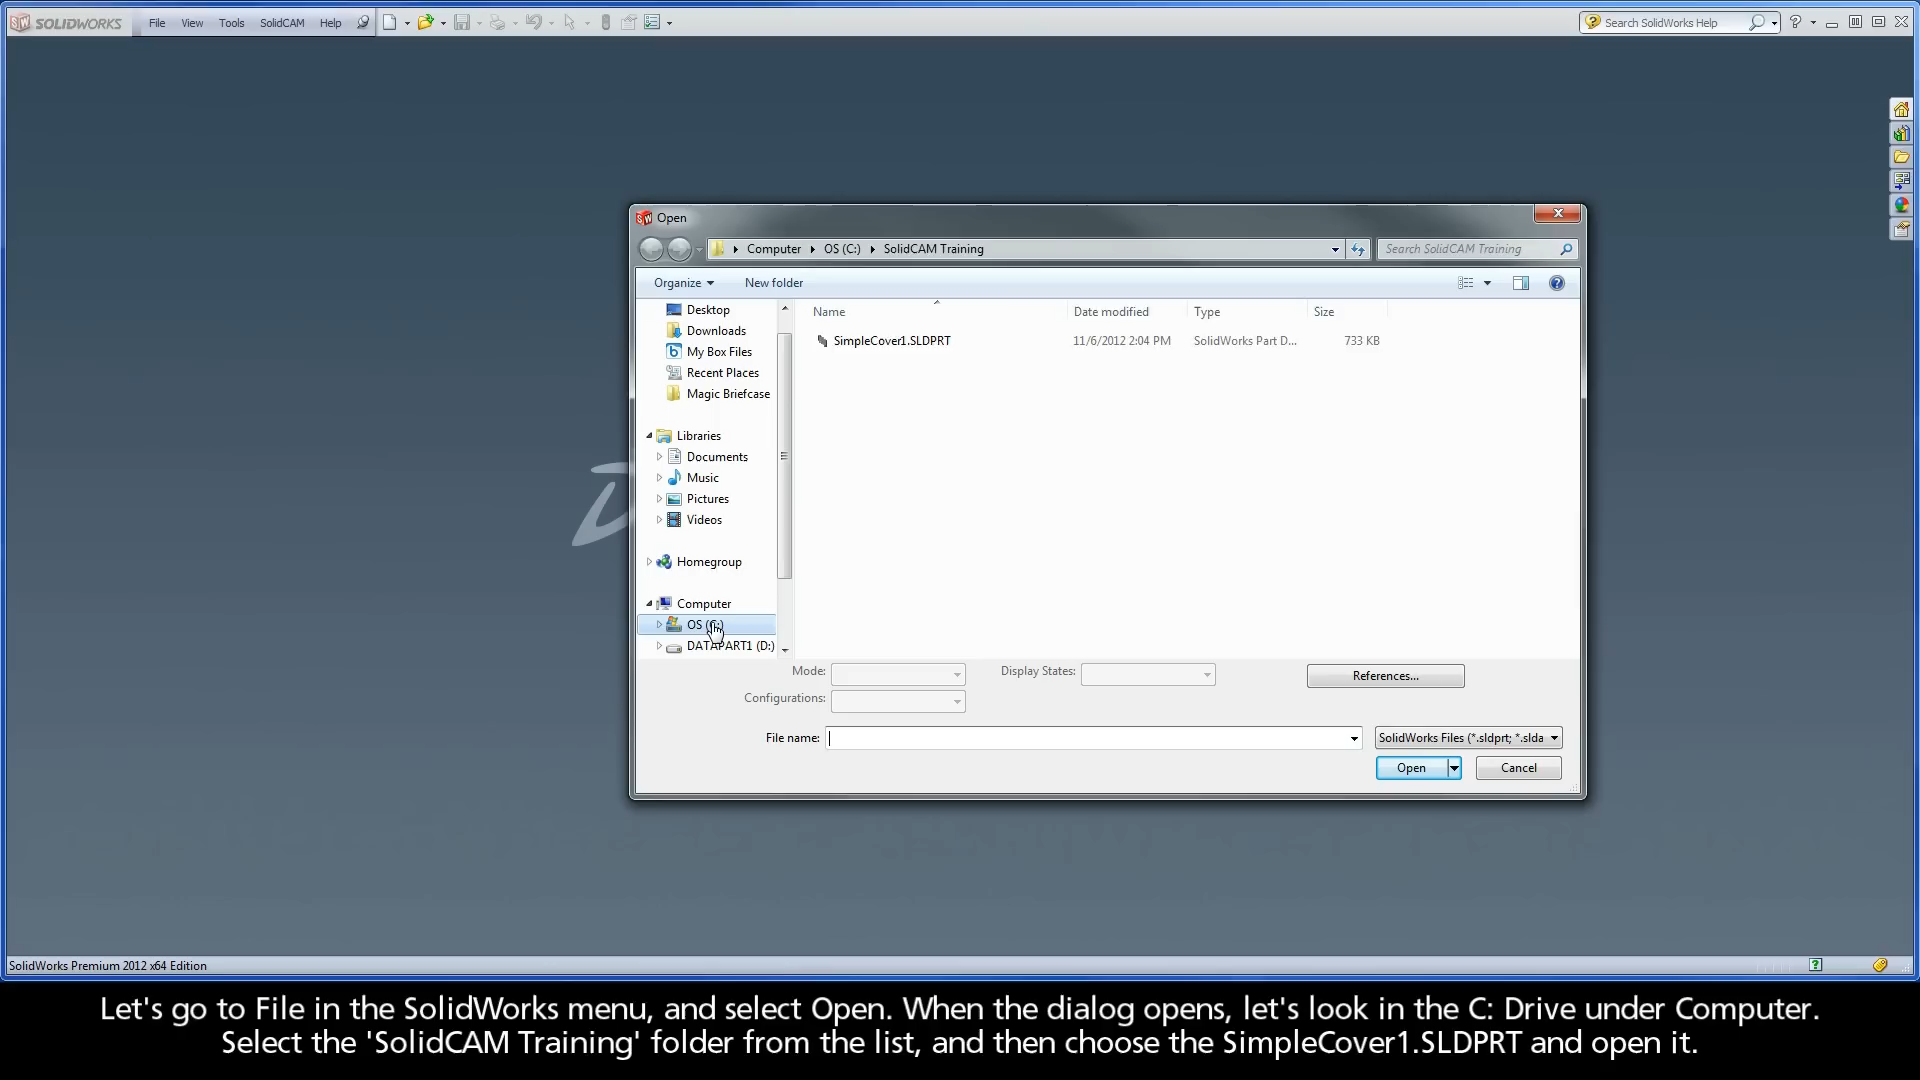 SOLIDWORKS File View Tools SolidCAM Help Search SolidWorks Help
Open
Computer OS (C:) SolidCAM Training Search SolidCAM Training
Organize New folder
Name Date modified Type Size
SimpleCover1.SLDPRT 11/6/2012 2:04 PM SolidWorks Part D... 733 KB
Desktop
Downloads
My Box Files
Recent Places
Magic Briefcase
Libraries
Documents
Music
Pictures
Videos
Homegroup
Computer
OS (C:)
DATAPART1 (D:)
Mode: Display States: References...
Configurations:
File name: SolidWorks Files (*.sldprt; *.slda
Open Cancel
SolidWorks Premium 2012 x64 Edition
Let's go to File in the SolidWorks menu, and select Open. When the dialog opens, let's look in the C: Drive under Computer.
Select the 'SolidCAM Training' folder from the list, and then choose the SimpleCover1.SLDPRT and open it.